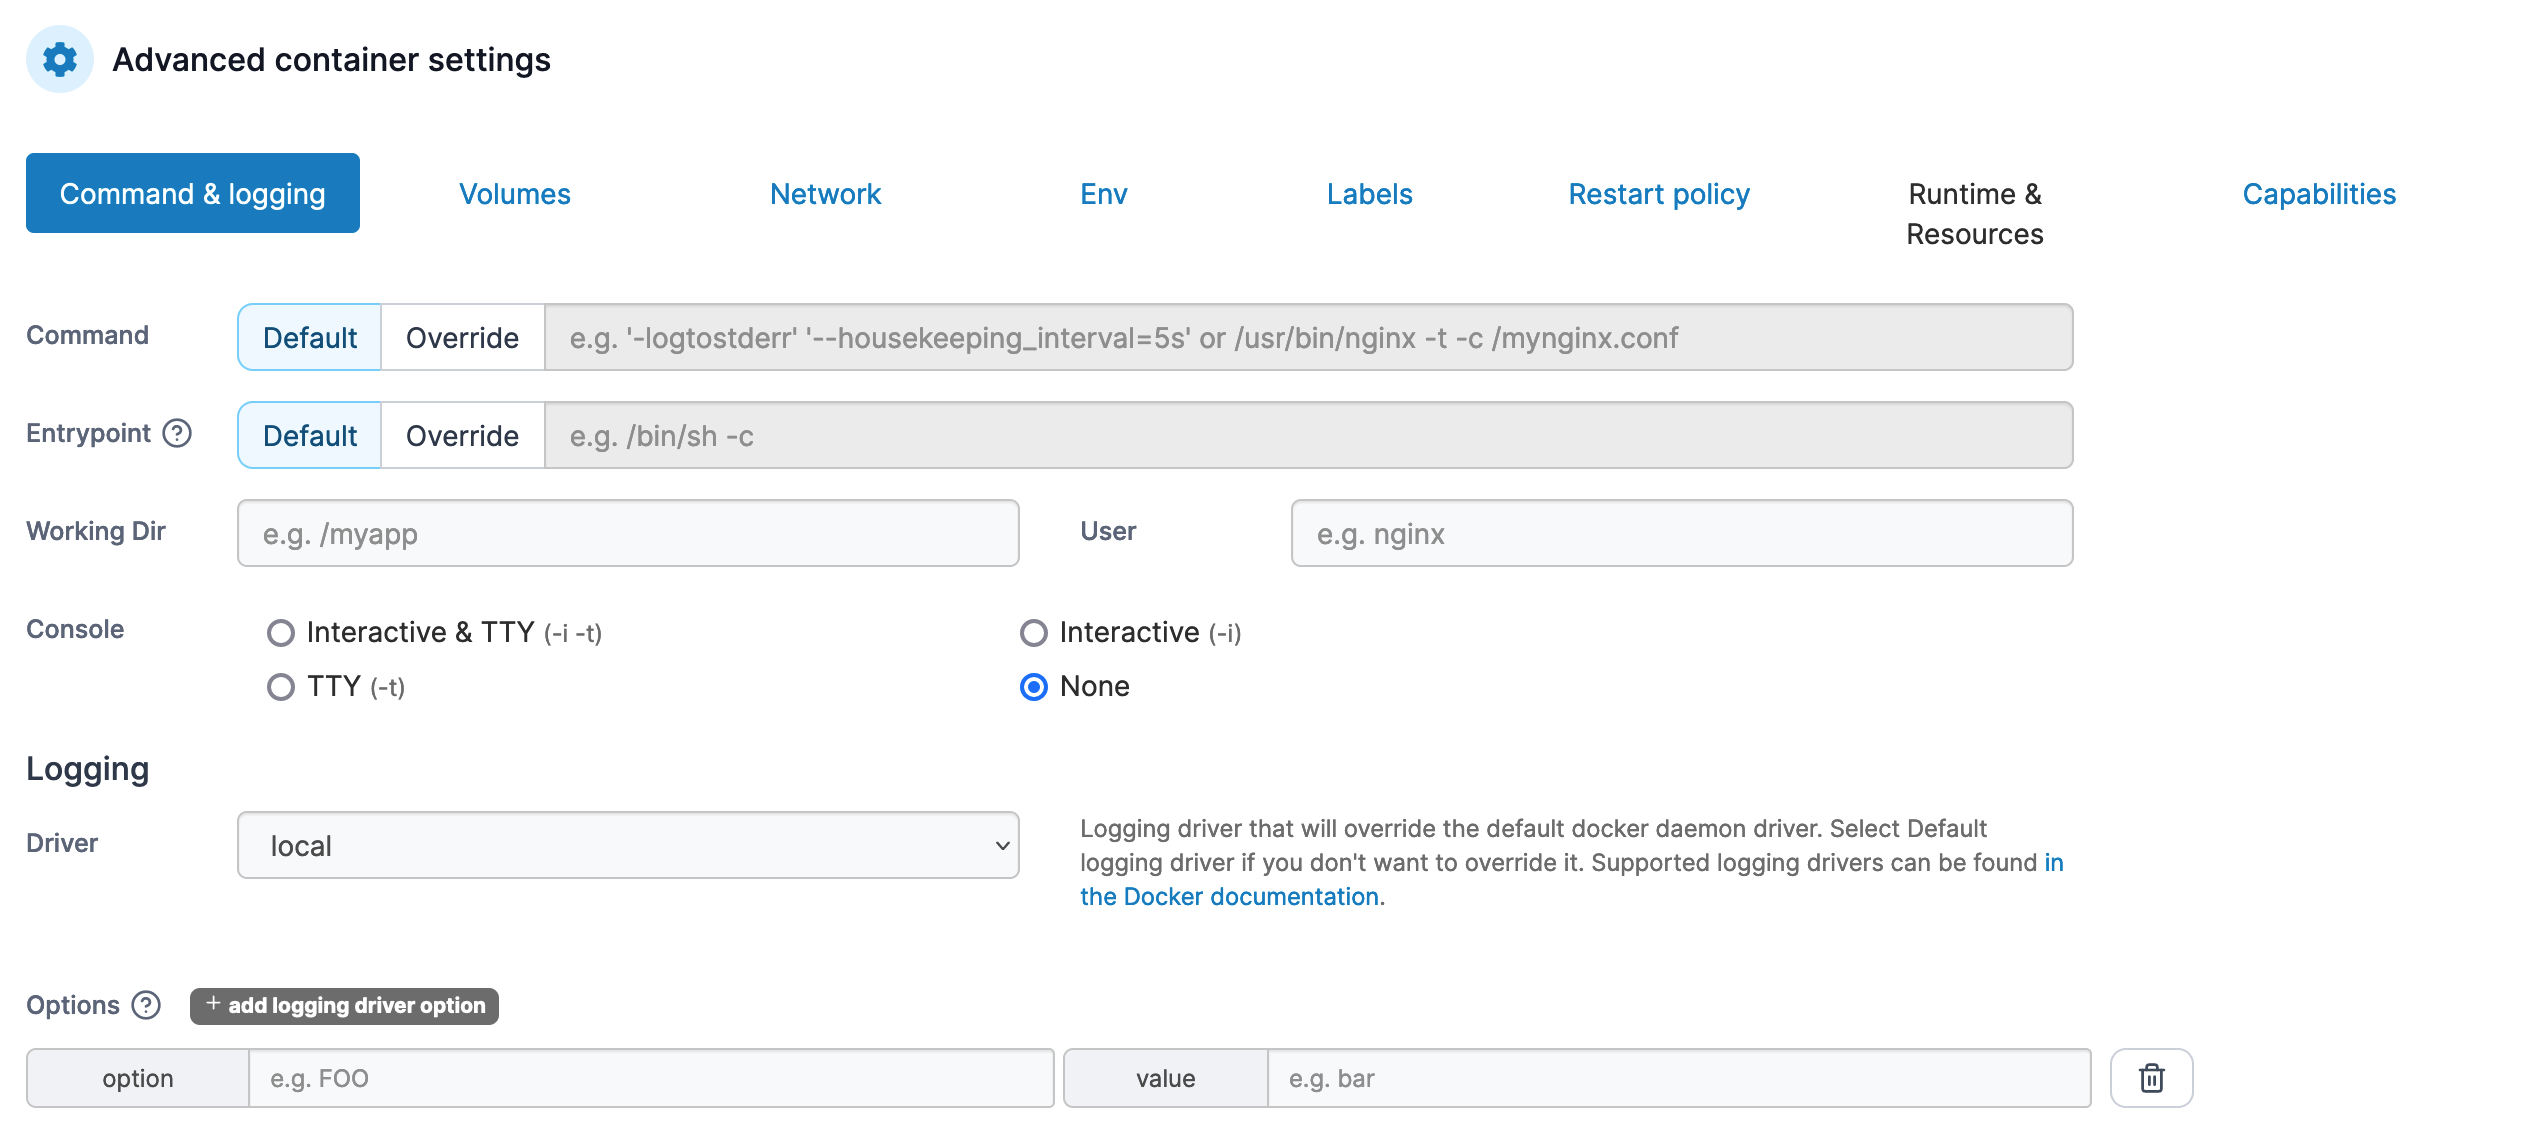 Advanced container settings
Command & logging
Volumes
Network
Env
Labels
Restart policy
Runtime &
Resources
Capabilities
Command
Default
Override
e.g. '-logtostderr' '--housekeeping_interval=5s' or /usr/bin/nginx -t -c /mynginx.conf
Entrypoint
Default
Override
e.g. /bin/sh -c
Working Dir
e.g. /myapp
User
e.g. nginx
Console
Interactive & TTY (-i -t)
Interactive (-i)
TTY (-t)
None
Logging
Driver
local
Logging driver that will override the default docker daemon driver. Select Default
logging driver if you don't want to override it. Supported logging drivers can be found in
the Docker documentation.
Options
+ add logging driver option
option
e.g. FOO
value
e.g. bar